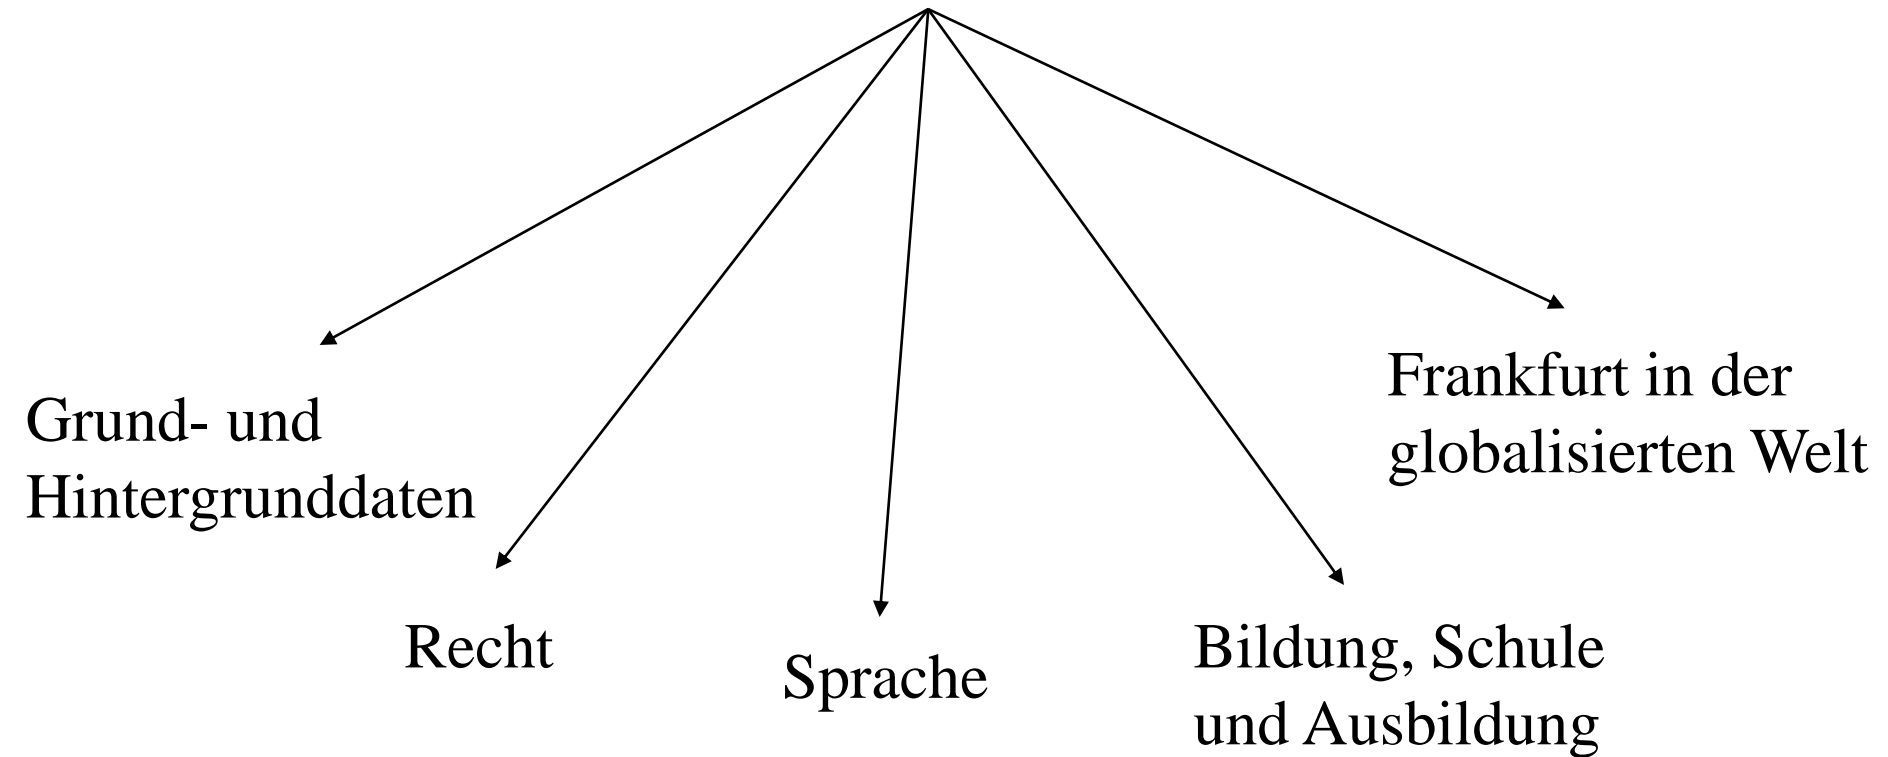 Grund- und
Hintergrunddaten
Recht
Sprache
Bildung, Schule
und Ausbildung
Frankfurt in der
globalisierten Welt